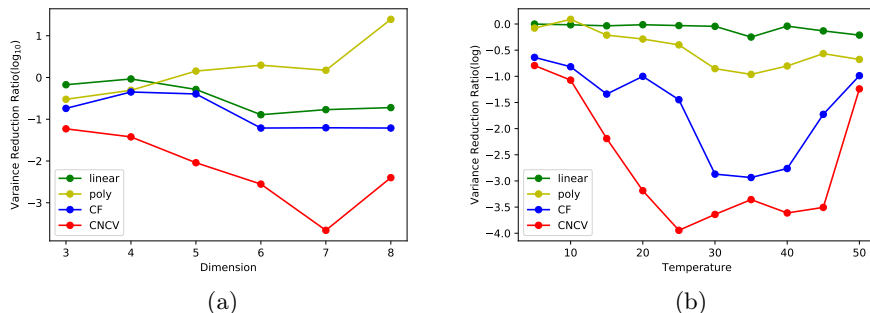 Varaince Reduction Ratio(log₁₀)
1
0
−1
−2
−3
linear
poly
CF
CNCV
3 4 5 6 7 8
Dimension
(a)
Variance Reduction Ratio(log)
0.0
−0.5
−1.0
−1.5
−2.0
−2.5
−3.0
−3.5
−4.0
linear
poly
CF
CNCV
10 20 30 40 50
Temperature
(b)